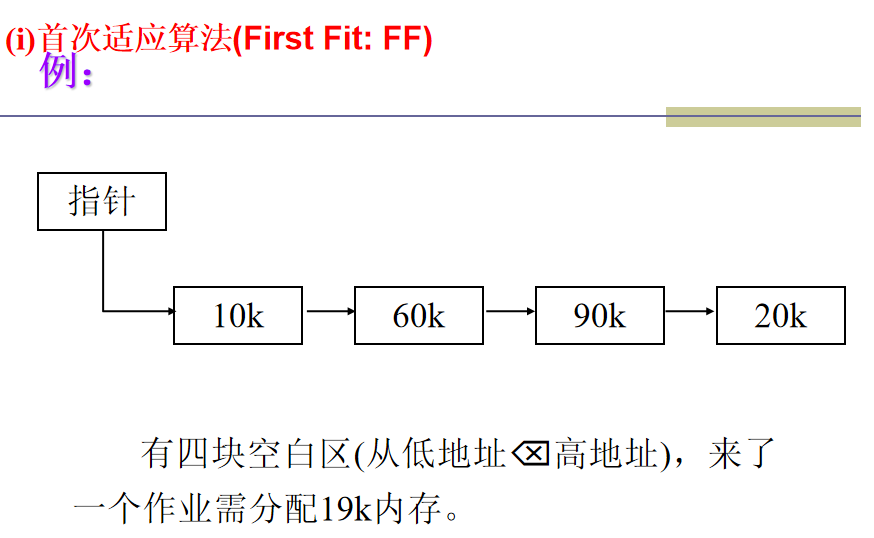 (i)首次适应算法(First Fit: FF)
例：
指针
10k
60k
90k
20k
有四块空白区(从低地址⌫高地址)，来了
一个作业需分配19k内存。